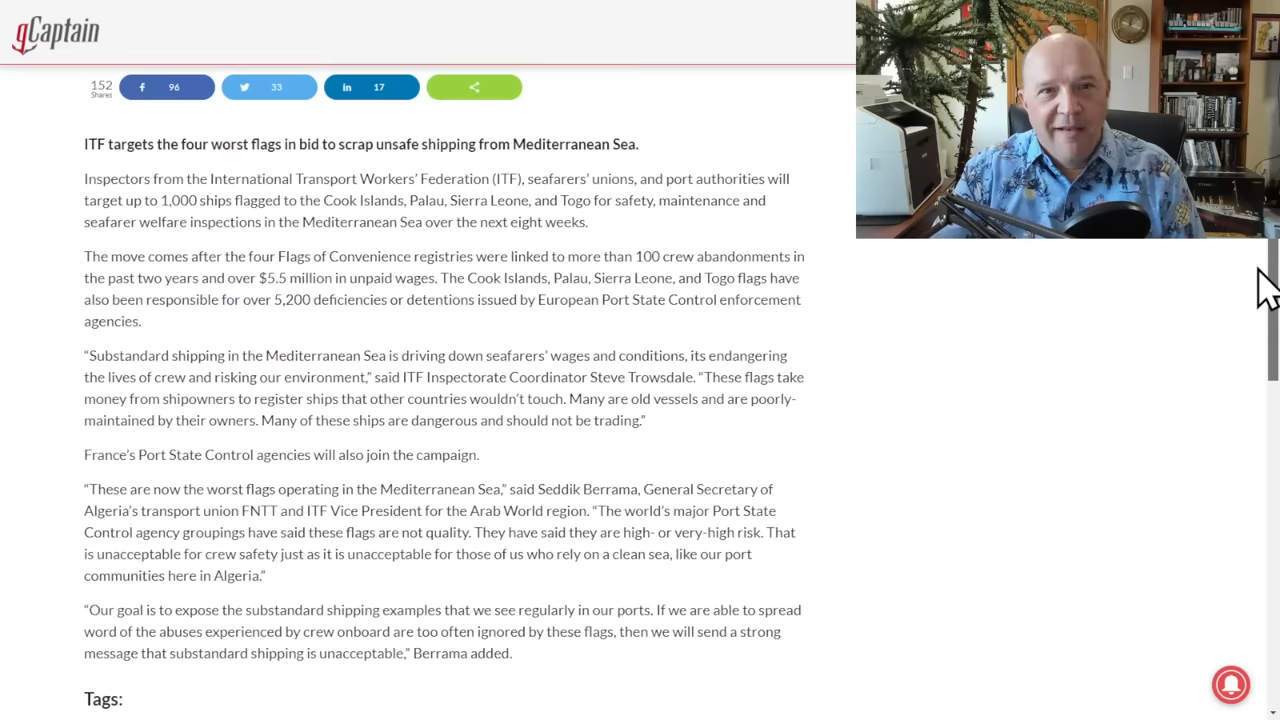 gCaptain
152
Shares
96
33
17
ITF targets the four worst flags in bid to scrap unsafe shipping from Mediterranean Sea.
Inspectors from the International Transport Workers’ Federation (ITF), seafarers’ unions, and port authorities will
target up to 1,000 ships flagged to the Cook Islands, Palau, Sierra Leone, and Togo for safety, maintenance and
seafarer welfare inspections in the Mediterranean Sea over the next eight weeks.
The move comes after the four Flags of Convenience registries were linked to more than 100 crew abandonments in
the past two years and over $5.5 million in unpaid wages. The Cook Islands, Palau, Sierra Leone, and Togo flags have
also been responsible for over 5,200 deficiencies or detentions issued by European Port State Control enforcement
agencies.
“Substandard shipping in the Mediterranean Sea is driving down seafarers’ wages and conditions, its endangering
the lives of crew and risking our environment,” said ITF Inspectorate Coordinator Steve Trowsdale. “These flags take
money from shipowners to register ships that other countries wouldn’t touch. Many are old vessels and are poorly-
maintained by their owners. Many of these ships are dangerous and should not be trading.”
France’s Port State Control agencies will also join the campaign.
“These are now the worst flags operating in the Mediterranean Sea,” said Seddik Berrama, General Secretary of
Algeria’s transport union FNTT and ITF Vice President for the Arab World region. “The world’s major Port State
Control agency groupings have said these flags are not quality. They have said they are high- or very-high risk. That
is unacceptable for crew safety just as it is unacceptable for those of us who rely on a clean sea, like our port
communities here in Algeria.”
“Our goal is to expose the substandard shipping examples that we see regularly in our ports. If we are able to spread
word of the abuses experienced by crew onboard are too often ignored by these flags, then we will send a strong
message that substandard shipping is unacceptable,” Berrama added.
Tags: